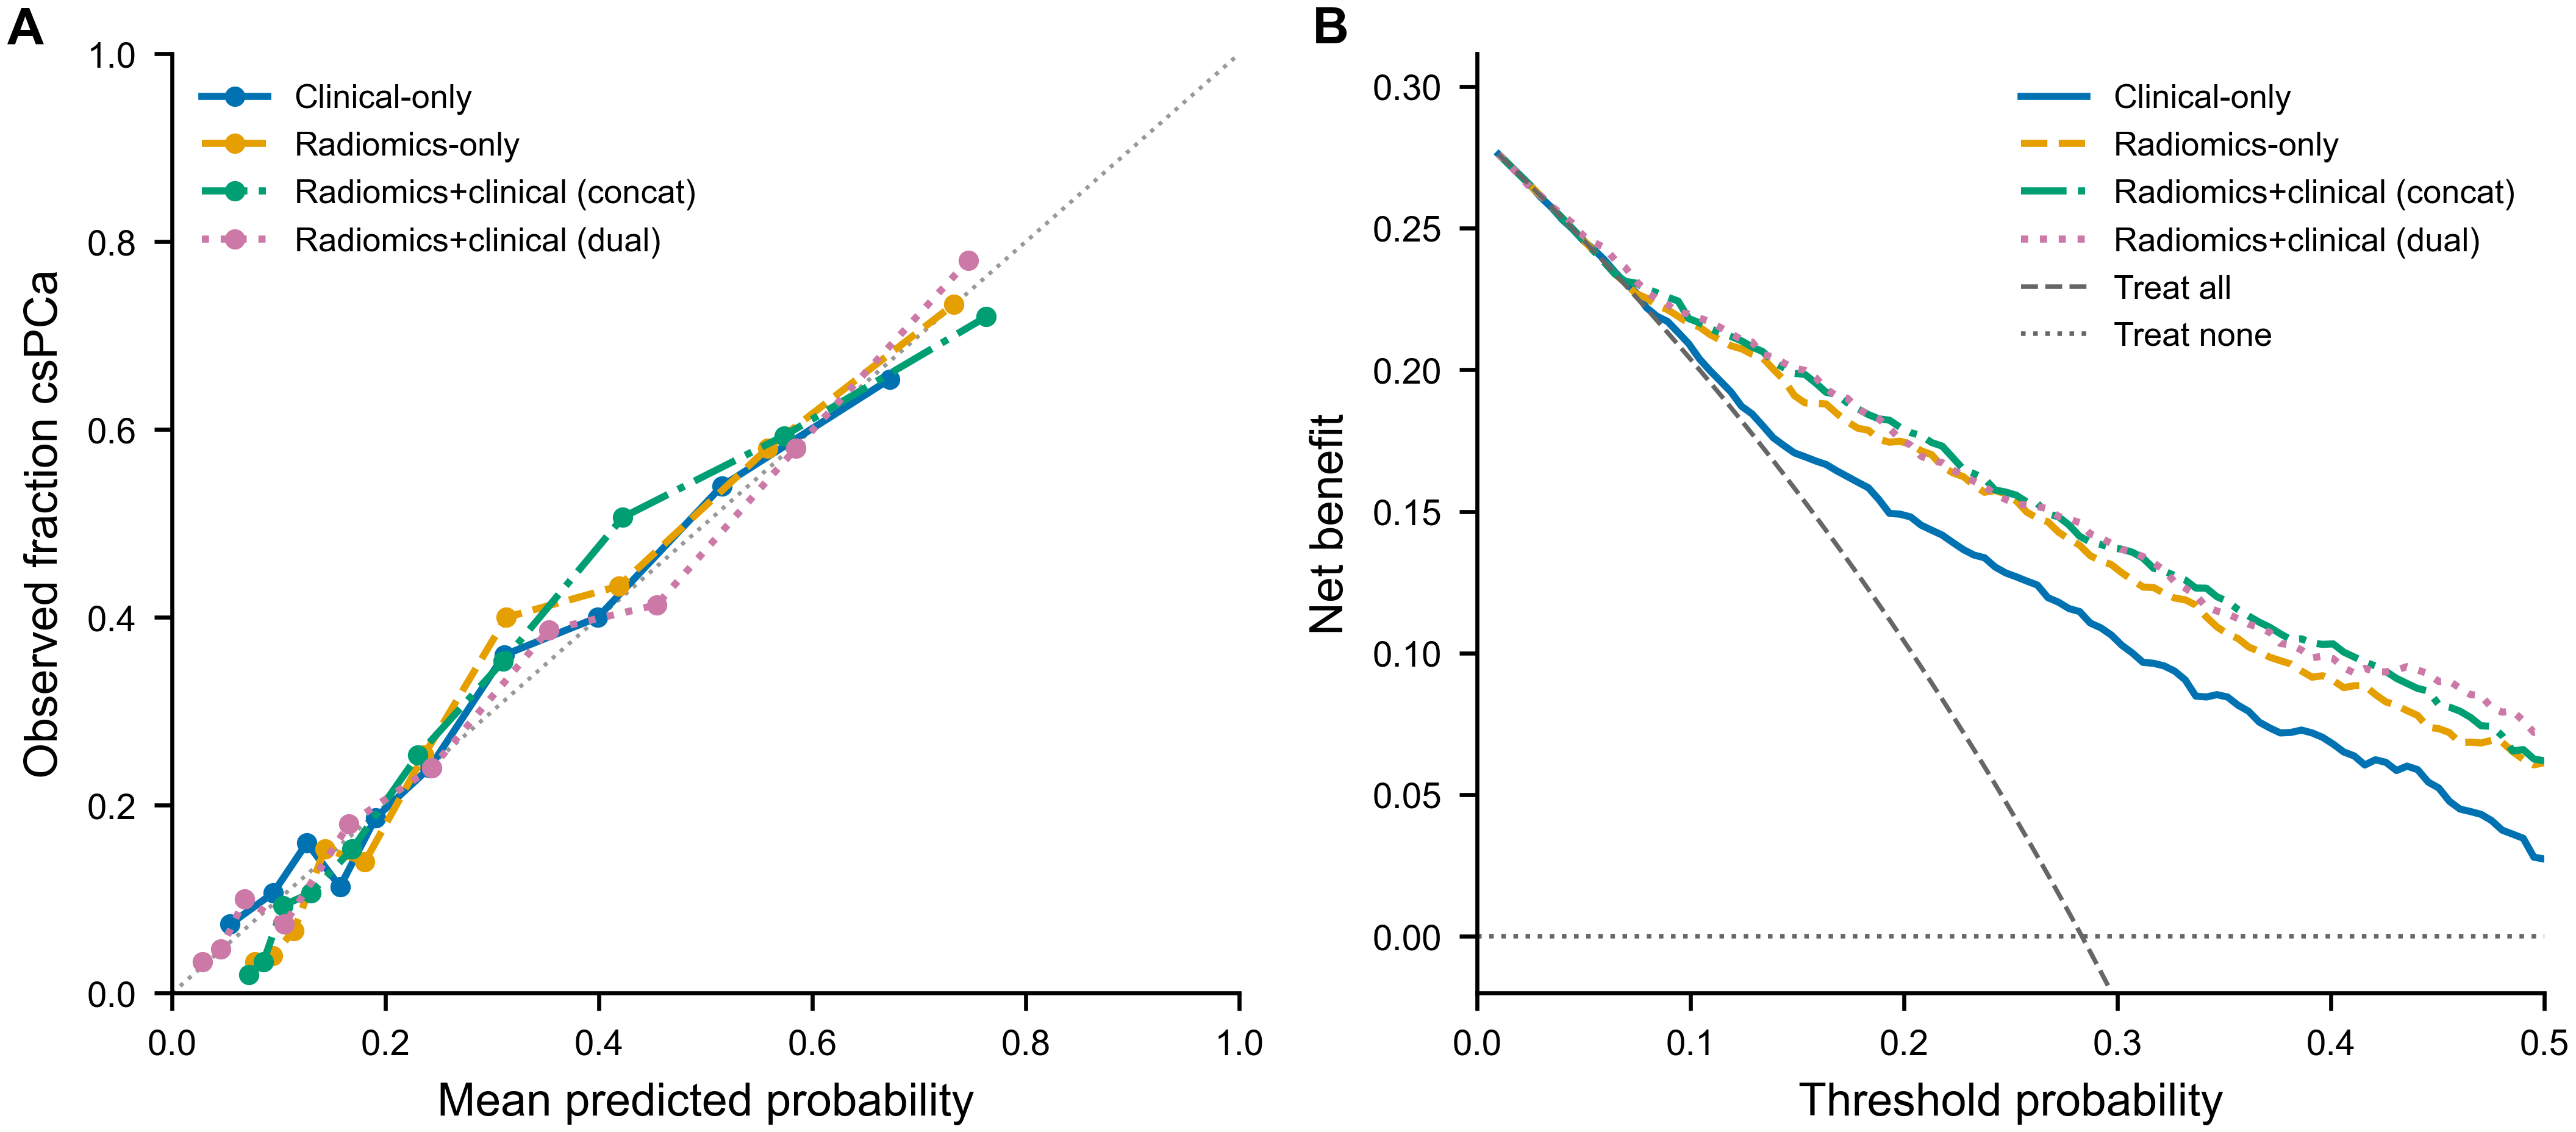 A
1.0
0.8
0.6
0.4
0.2
0.0
Observed fraction csPCa
Clinical-only
Radiomics-only
Radiomics+clinical (concat)
Radiomics+clinical (dual)
0.0 0.2 0.4 0.6 0.8 1.0
Mean predicted probability
B
0.30
0.25
0.20
0.15
0.10
0.05
0.00
Net benefit
Clinical-only
Radiomics-only
Radiomics+clinical (concat)
Radiomics+clinical (dual)
Treat all
Treat none
0.0 0.1 0.2 0.3 0.4 0.5
Threshold probability